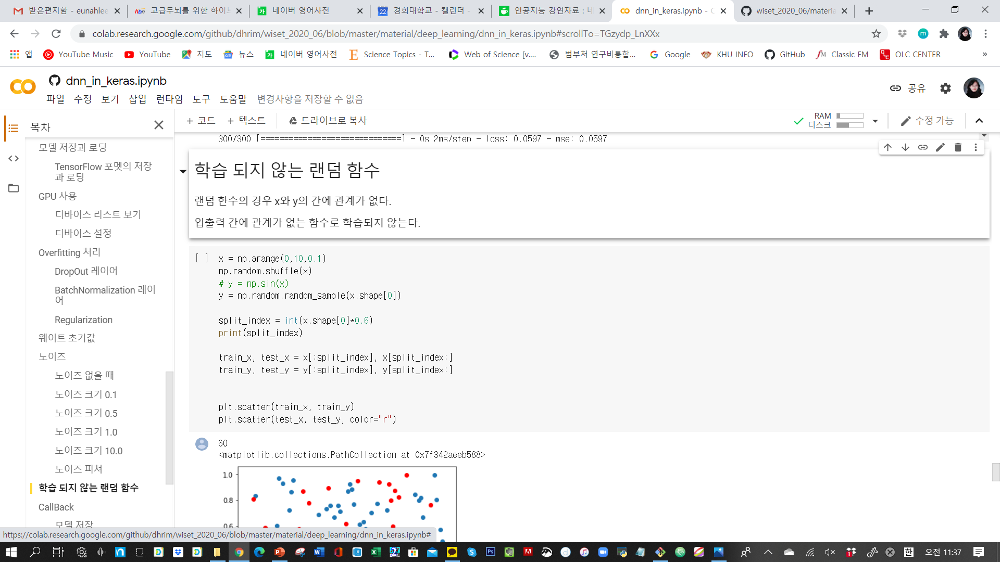 받은편지함 - eunahlee
고급두뇌를 위한 하이브
네이버 영어사전
경희대학교 - 캘린더 -
인공지능 강연자료 : 네
dnn_in_keras.ipynb - C
wiset_2020_06/materia
colab.research.google.com/github/dhrim/wiset_2020_06/blob/master/material/deep_learning/dnn_in_keras.ipynb#scrollTo=TGzydp_LnXXx
앱
YouTube Music
YouTube
지도
뉴스
네이버 영어사전
Science Topics - T...
Web of Science [v....
범부처 연구비통합...
Google
KHU INFO
GitHub
Classic FM
OLC CENTER
»
dnn_in_keras.ipynb
공유
파일 수정 보기 삽입 런타임 도구 도움말 변경사항을 저장할 수 없음
목차
+ 코드 + 텍스트 드라이브로 복사
RAM
디스크
수정 가능
모델 저장과 로딩
TensorFlow 포멧의 저장
과 로딩
GPU 사용
디바이스 리스트 보기
디바이스 설정
Overfitting 처리
DropOut 레이어
BatchNormalization 레이
어
Regularization
웨이트 초기값
노이즈
노이즈 없을 때
노이즈 크기 0.1
노이즈 크기 0.5
노이즈 크기 1.0
노이즈 크기 10.0
노이즈 피쳐
학습 되지 않는 랜덤 함수
CallBack
모델 저장
300/300 [==============================] - 0s 2ms/step - loss: 0.0597 - mse: 0.0597
학습 되지 않는 랜덤 함수
랜덤 한수의 경우 x와 y의 간에 관계가 없다.
입출력 간에 관계가 없는 함수로 학습되지 않는다.
[ ] x = np.arange(0,10,0.1)
np.random.shuffle(x)
# y = np.sin(x)
y = np.random.random_sample(x.shape[0])
split_index = int(x.shape[0]*0.6)
print(split_index)
train_x, test_x = x[:split_index], x[split_index:]
train_y, test_y = y[:split_index], y[split_index:]
plt.scatter(train_x, train_y)
plt.scatter(test_x, test_y, color="r")
60
<matplotlib.collections.PathCollection at 0x7f342aeeb588>
1.0
0.8
0.6
https://colab.research.google.com/github/dhrim/wiset_2020_06/blob/master/material/deep_learning/dnn_in_keras.ipynb#
한
오전 11:37